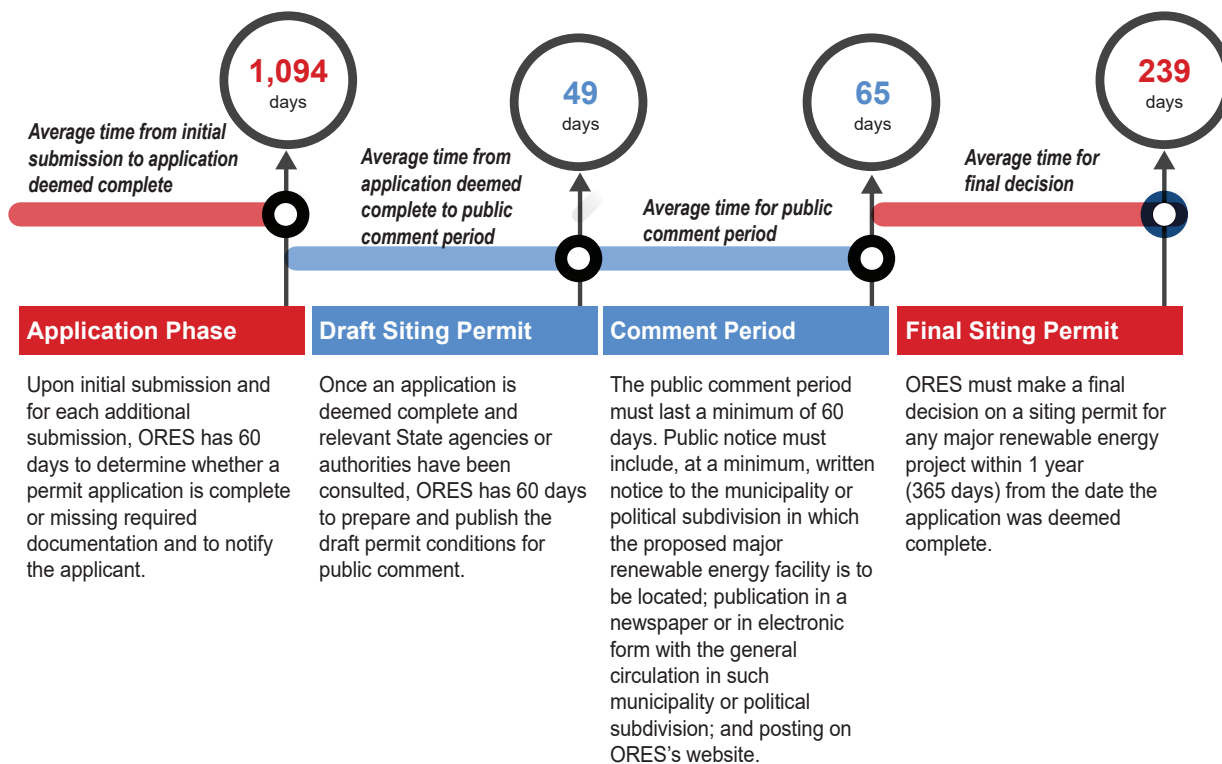 1,094
days
Average time from initial
submission to application
deemed complete
49
days
Average time from
application deemed
complete to public
comment period
65
days
Average time for public
comment period
239
days
Average time for
final decision
Application Phase
Upon initial submission and
for each additional
submission, ORES has 60
days to determine whether a
permit application is complete
or missing required
documentation and to notify
the applicant.
Draft Siting Permit
Once an application is
deemed complete and
relevant State agencies or
authorities have been
consulted, ORES has 60 days
to prepare and publish the
draft permit conditions for
public comment.
Comment Period
The public comment period
must last a minimum of 60
days. Public notice must
include, at a minimum, written
notice to the municipality or
political subdivision in which
the proposed major
renewable energy facility is to
be located; publication in a
newspaper or in electronic
form with the general
circulation in such
municipality or political
subdivision; and posting on
ORES's website.
Final Siting Permit
ORES must make a final
decision on a siting permit for
any major renewable energy
project within 1 year
(365 days) from the date the
application was deemed
complete.